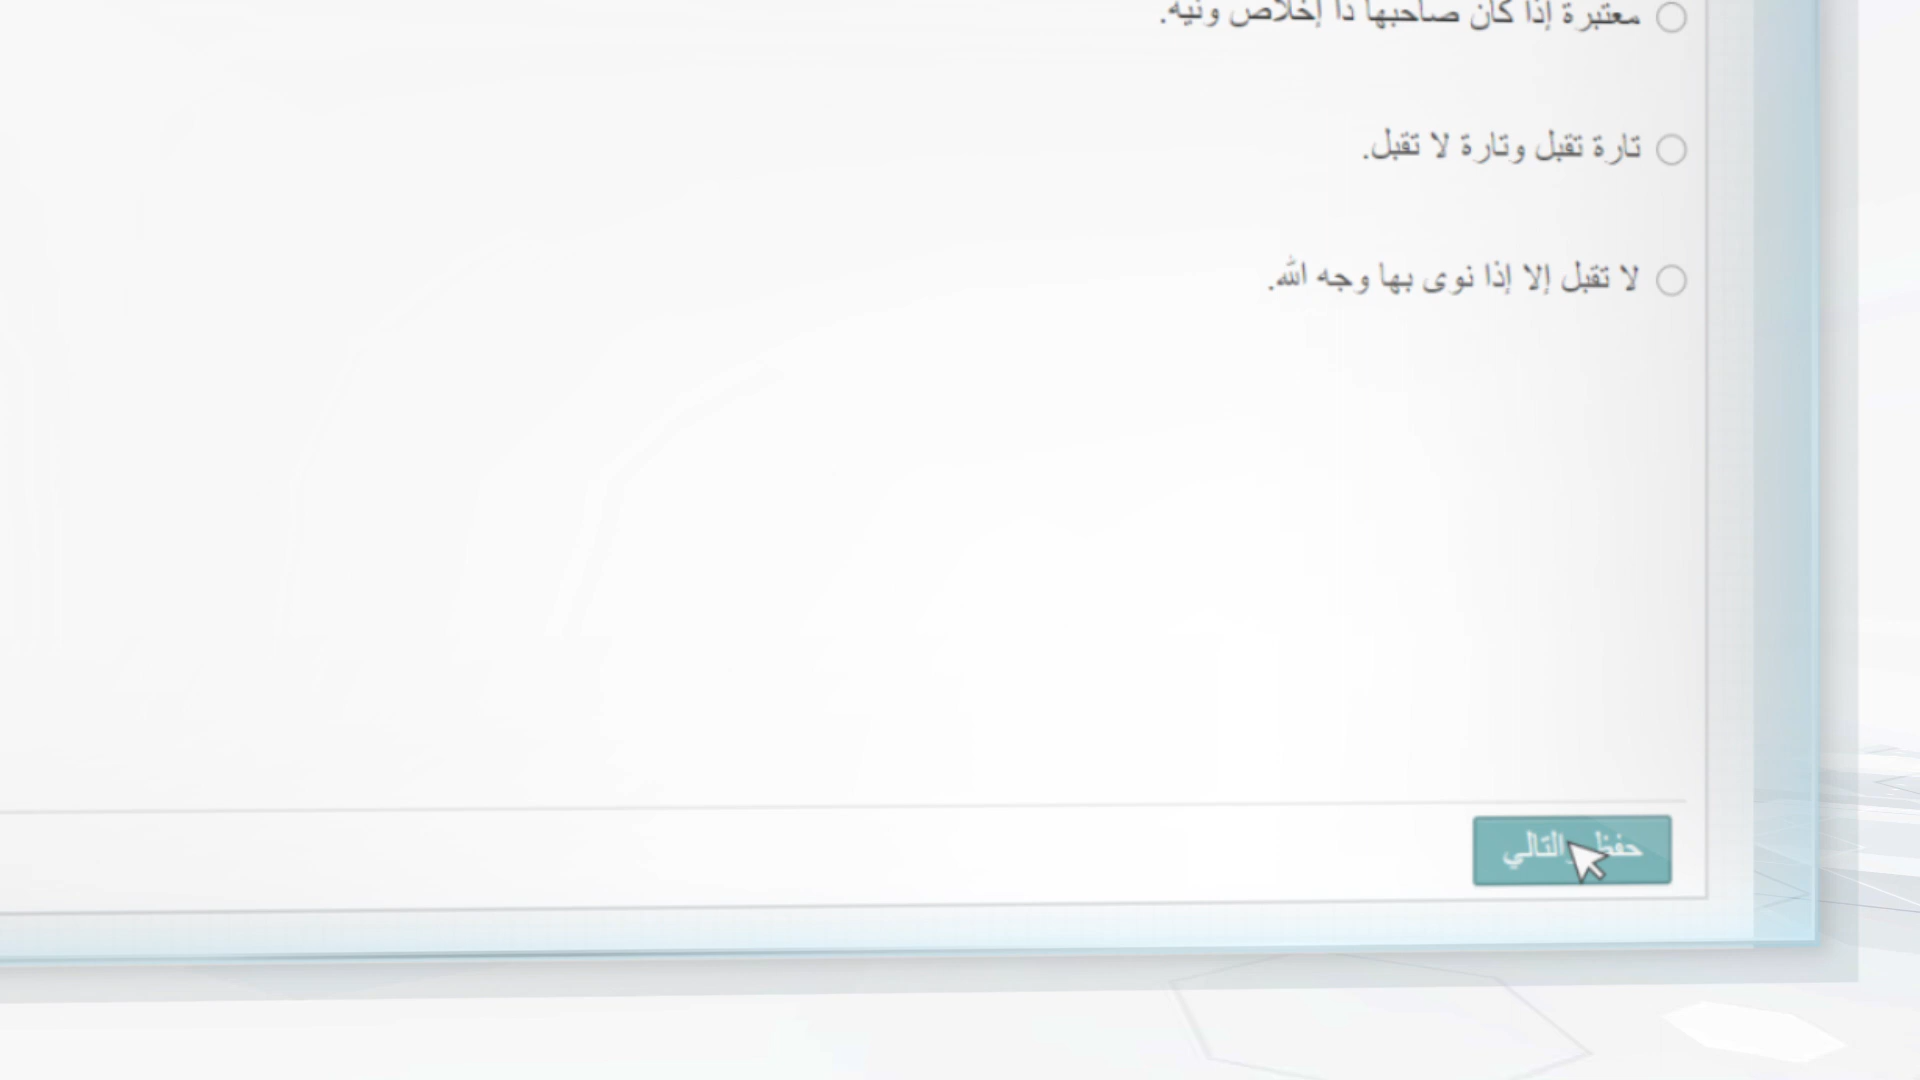 معتبرة إذا كان صاحبها ذا إخلاص ونية.
تارة تقبل وتارة لا تقبل.
لا تقبل إلا إذا نوى بها وجه الله.
حفظ والتالي